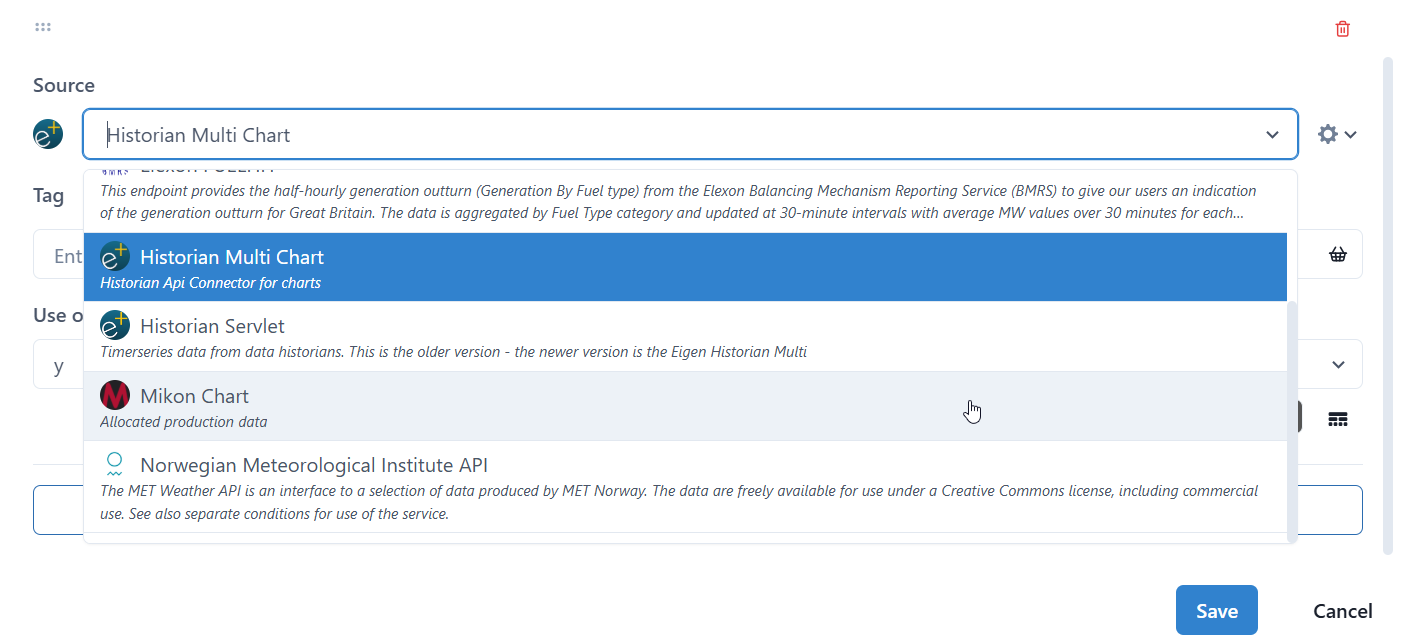 Source
Historian Multi Chart
Tag
This endpoint provides the half-hourly generation outturn (Generation By Fuel type) from the Elexon Balancing Mechanism Reporting Service (BMRS) to give our users an indication
of the generation outturn for Great Britain. The data is aggregated by Fuel Type category and updated at 30-minute intervals with average MW values over 30 minutes for each...
Ent
Historian Multi Chart
Historian Api Connector for charts
Use o
Historian Servlet
Timerseries data from data historians. This is the older version - the newer version is the Eigen Historian Multi
y
Mikon Chart
Allocated production data
Norwegian Meteorological Institute API
The MET Weather API is an interface to a selection of data produced by MET Norway. The data are freely available for use under a Creative Commons license, including commercial
use. See also separate conditions for use of the service.
Save
Cancel